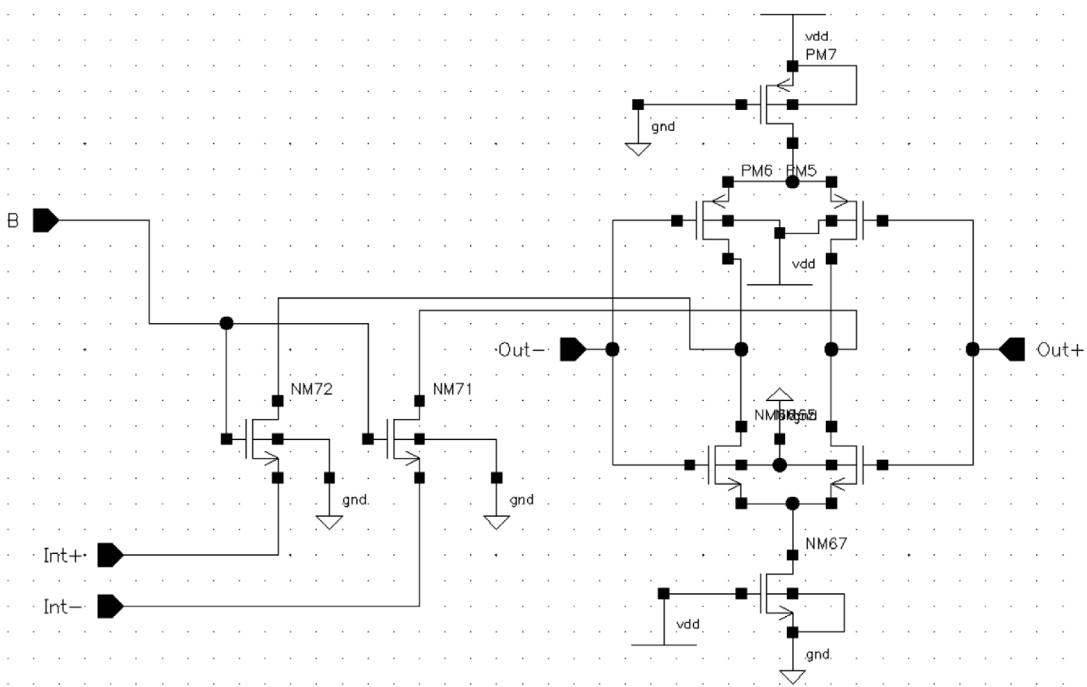 vdd
PM7
gnd
PM6 PM5
B
vdd
Out-
Out+
NM72
NM71
gnd
gnd
NM67
Int+
Int-
vdd
gnd